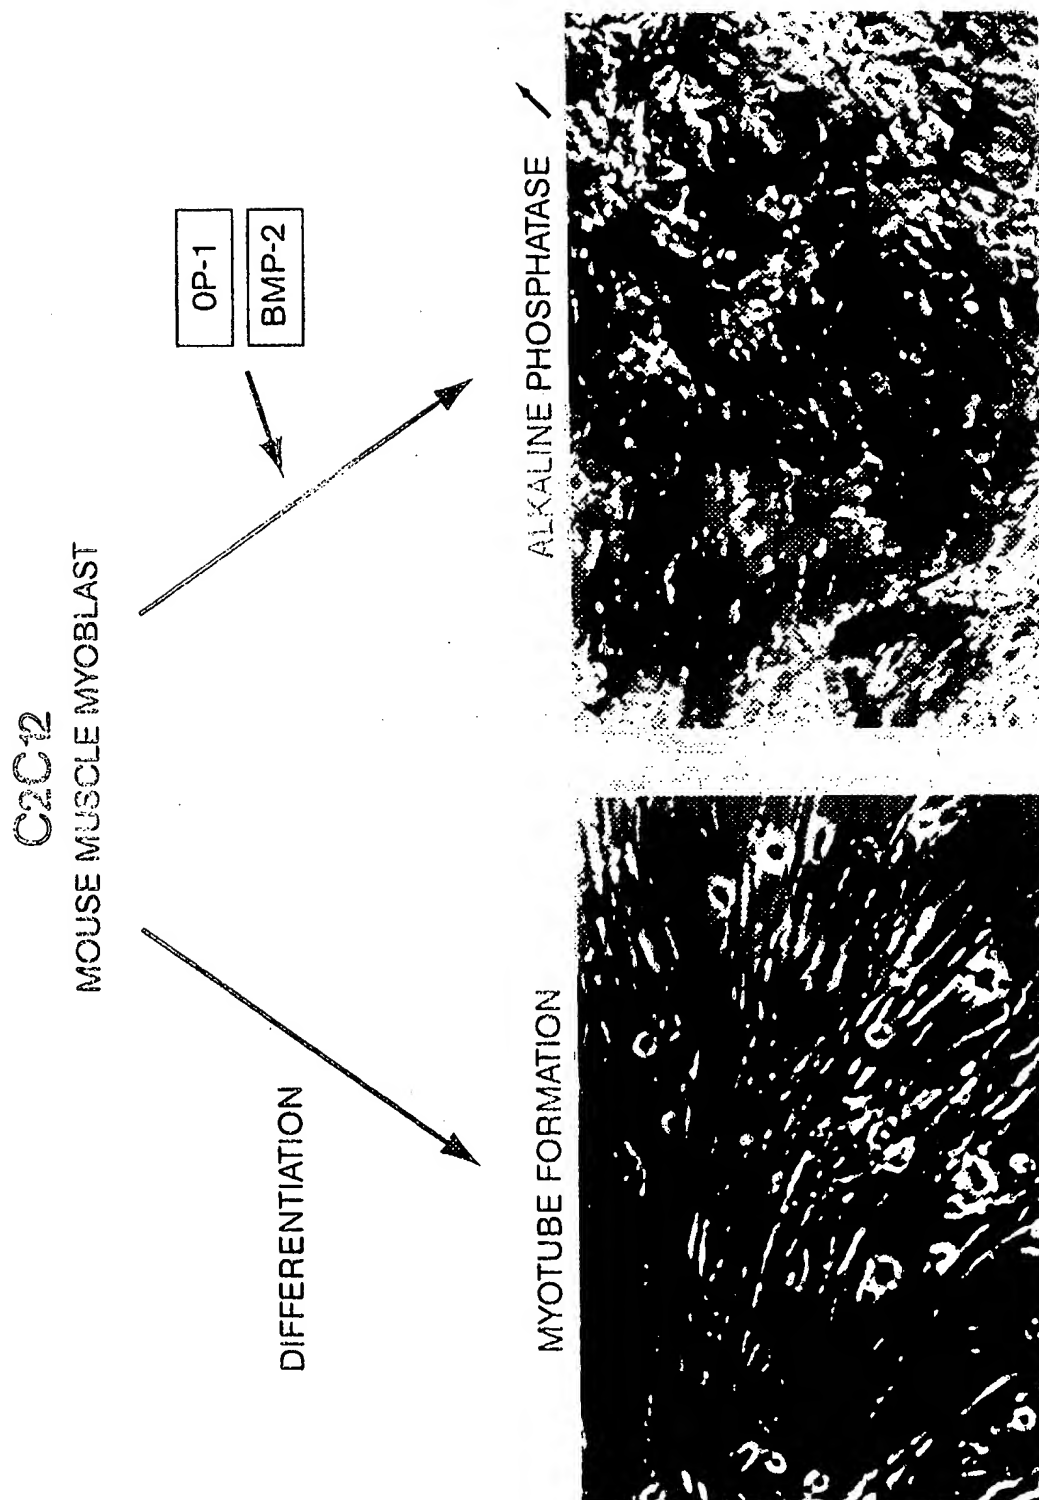 C2C12
MOUSE MUSCLE MYOBLAST
OP-1
BMP-2
DIFFERENTIATION
MYOTUBE FORMATION
ALKALINE PHOSPHATASE